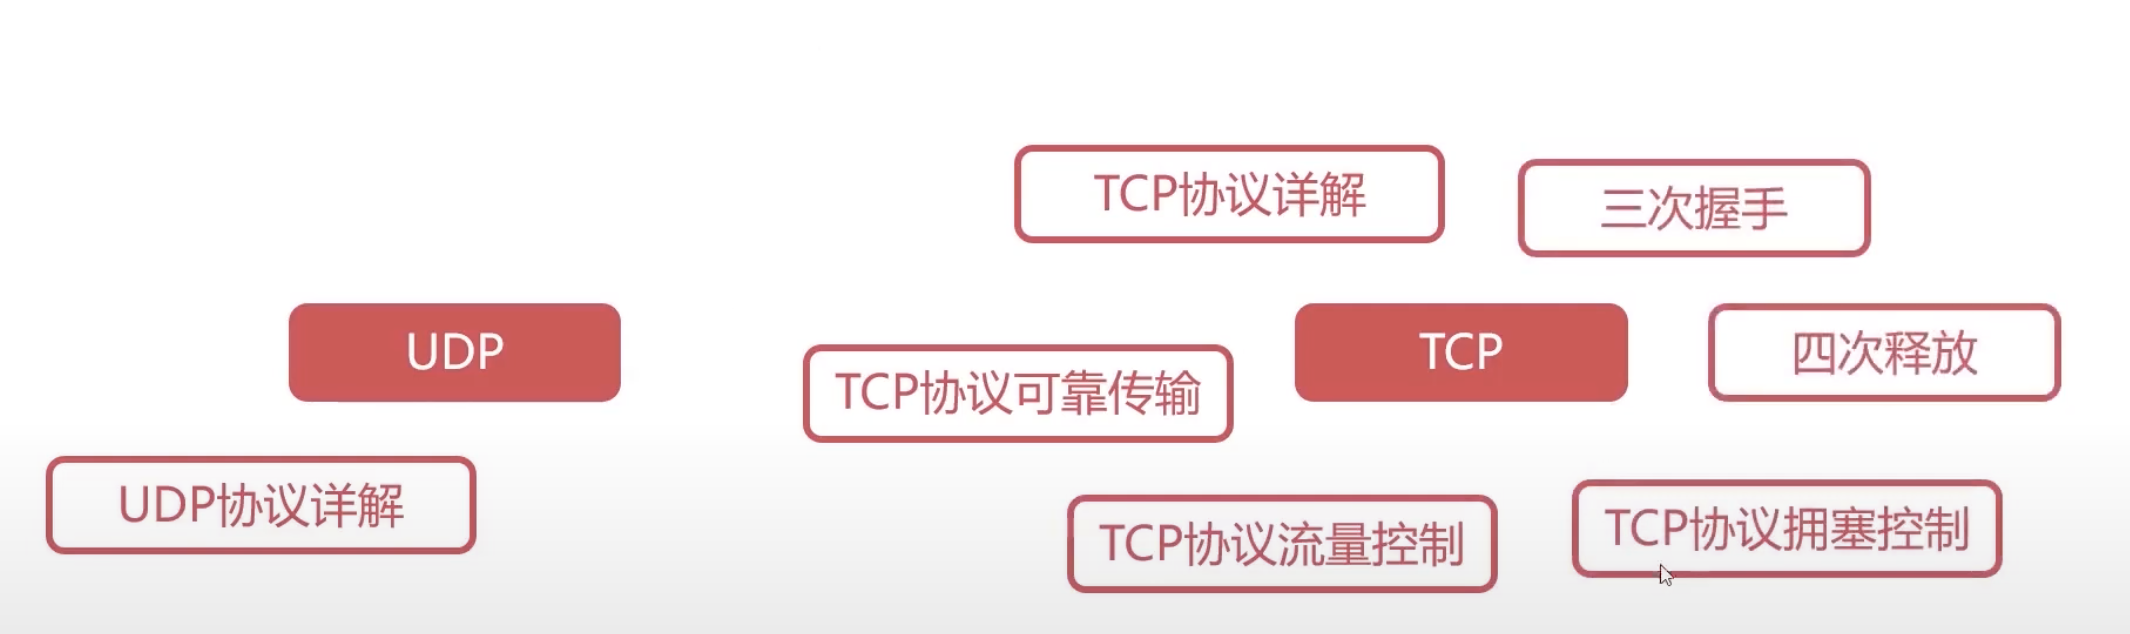 TCP协议详解
三次握手
UDP
TCP
四次释放
TCP协议可靠传输
UDP协议详解
TCP协议流量控制
TCP协议拥塞控制